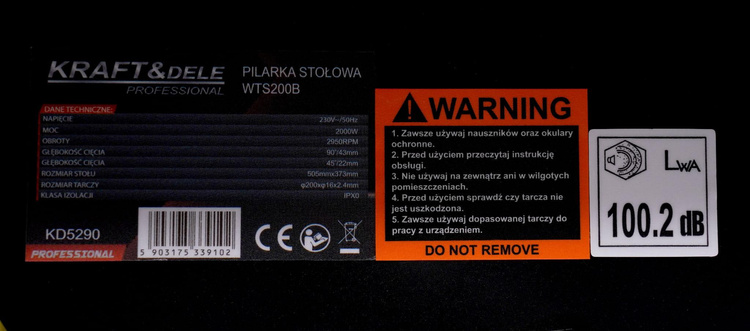 KRAFT&DELE
PROFESSIONAL
PILARKA STOŁOWA
WTS200B
DANE TECHNICZNE:
NAPIĘCIE 230V~/50Hz
MOC 2000W
OBROTY 2950RPM
GŁĘBOKOŚĆ CIĘCIA 90°/43mm
GŁĘBOKOŚĆ CIĘCIA 45°/22mm
ROZMIAR STOŁU 505mmx373mm
ROZMIAR TARCZY φ200xφ16x2.4mm
KLASA IZOLACJI IPX0
KD5290
PROFESSIONAL
5 903175 339102
CE
WARNING
1. Zawsze używaj nauszników oraz okulary
ochronne.
2. Przed użyciem przeczytaj instrukcję
obsługi.
3. Nie używaj na zewnątrz ani w wilgotych
pomieszczeniach.
4. Przed użyciem sprawdź czy tarcza nie
jest uszkodzona.
5. Zawsze używaj dopasowanej tarczy do
pracy z urządzeniem.
DO NOT REMOVE
LWA
100.2 dB